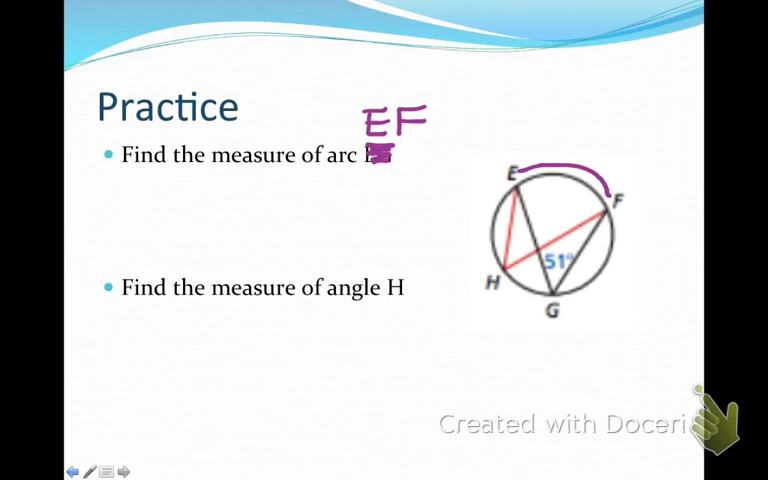 Practice
EF
Find the measure of arc
E
F
51°
H
G
Find the measure of angle H
Created with Doceri